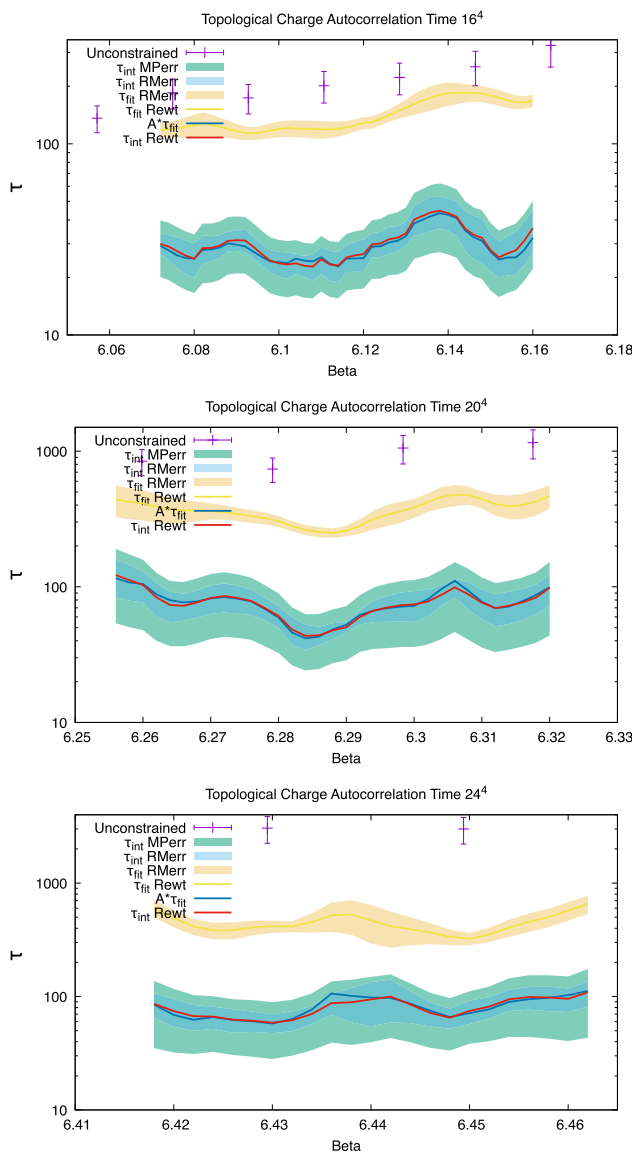 Topological Charge Autocorrelation Time 16⁴
Unconstrained
τint MPerr
τint RMerr
τfit RMerr
τfit Rewt
A*τfit
τint Rewt
100
10
τ
6.06 6.08 6.1 6.12 6.14 6.16 6.18
Beta
Topological Charge Autocorrelation Time 20⁴
Unconstrained
τint MPerr
τint RMerr
τfit RMerr
τfit Rewt
A*τfit
τint Rewt
1000
100
10
τ
6.25 6.26 6.27 6.28 6.29 6.3 6.31 6.32 6.33
Beta
Topological Charge Autocorrelation Time 24⁴
Unconstrained
τint MPerr
τint RMerr
τfit RMerr
τfit Rewt
A*τfit
τint Rewt
1000
100
10
τ
6.41 6.42 6.43 6.44 6.45 6.46
Beta